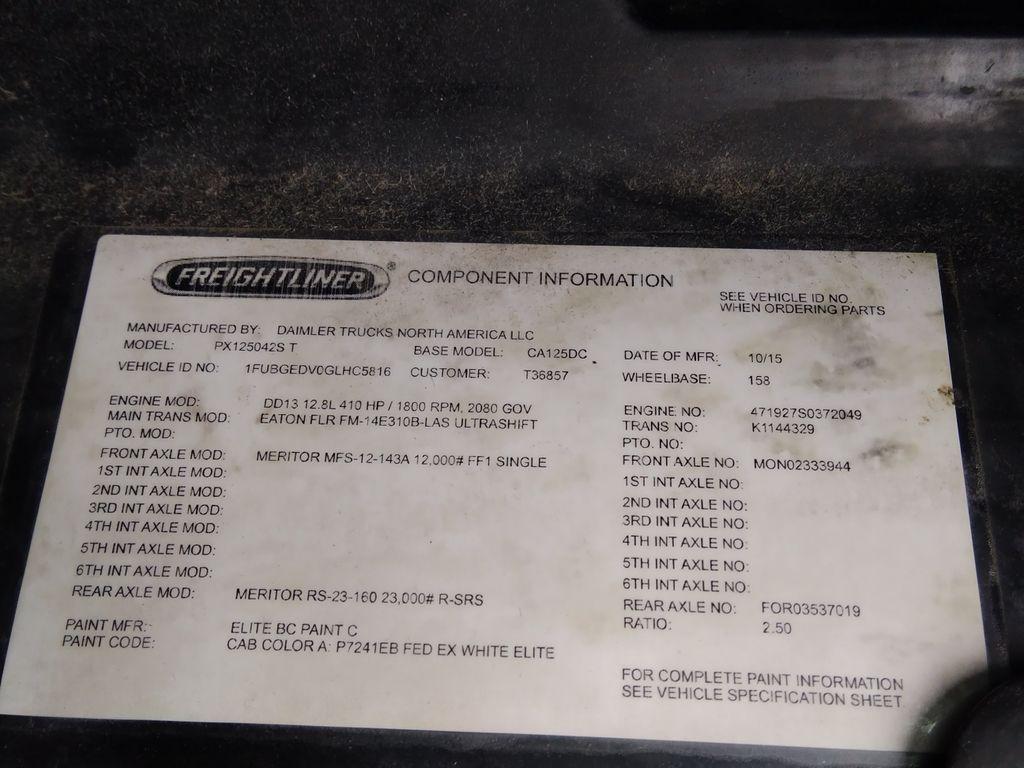 FREIGHTLINER® COMPONENT INFORMATION
SEE VEHICLE ID NO.
WHEN ORDERING PARTS
MANUFACTURED BY: DAIMLER TRUCKS NORTH AMERICA LLC
MODEL: PX125042S T BASE MODEL: CA125DC DATE OF MFR: 10/15
VEHICLE ID NO: 1FUBGEDV0GLHC5816 CUSTOMER: T36857 WHEELBASE: 158
ENGINE MOD: DD13 12.8L 410 HP / 1800 RPM, 2080 GOV ENGINE NO: 471927S0372049
MAIN TRANS MOD: EATON FLR FM-14E310B-LAS ULTRASHIFT TRANS NO: K1144329
PTO. MOD: PTO. NO:
FRONT AXLE MOD: MERITOR MFS-12-143A 12,000# FF1 SINGLE FRONT AXLE NO: MON02333944
1ST INT AXLE MOD: 1ST INT AXLE NO:
2ND INT AXLE MOD: 2ND INT AXLE NO:
3RD INT AXLE MOD: 3RD INT AXLE NO:
4TH INT AXLE MOD: 4TH INT AXLE NO:
5TH INT AXLE MOD: 5TH INT AXLE NO:
6TH INT AXLE MOD: 6TH INT AXLE NO:
REAR AXLE MOD: MERITOR RS-23-160 23,000# R-SRS REAR AXLE NO: FOR03537019
RATIO: 2.50
PAINT MFR: ELITE BC PAINT C
PAINT CODE: CAB COLOR A: P7241EB FED EX WHITE ELITE
FOR COMPLETE PAINT INFORMATION
SEE VEHICLE SPECIFICATION SHEET